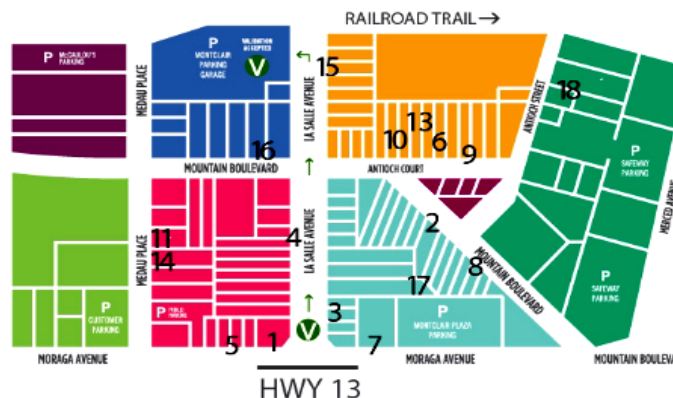 RAILROAD TRAIL →
P McCAULOU'S
PARKING
MEDAU PLACE
P
MONTCLAIR
PARKING
GARAGE
VALIDATION
ACCEPTED
V
LA SALLE AVENUE
15
10
13
6
9
ANTIOCH STREET
18
P
SAFEWAY
PARKING
MERCED AVENUE
16
MOUNTAIN BOULEVARD
ANTIOCH COURT
MEDAU PLACE
11
14
4
LA SALLE AVENUE
2
8
17
MOUNTAIN BOULEVARD
P
SAFEWAY
PARKING
P
CUSTOMER
PARKING
P PUBLIC
PARKING
5
1
V
3
7
P
MONTCLAIR PLAZA
PARKING
MORAGA AVENUE
MORAGA AVENUE
MOUNTAIN BOULEVA
HWY 13